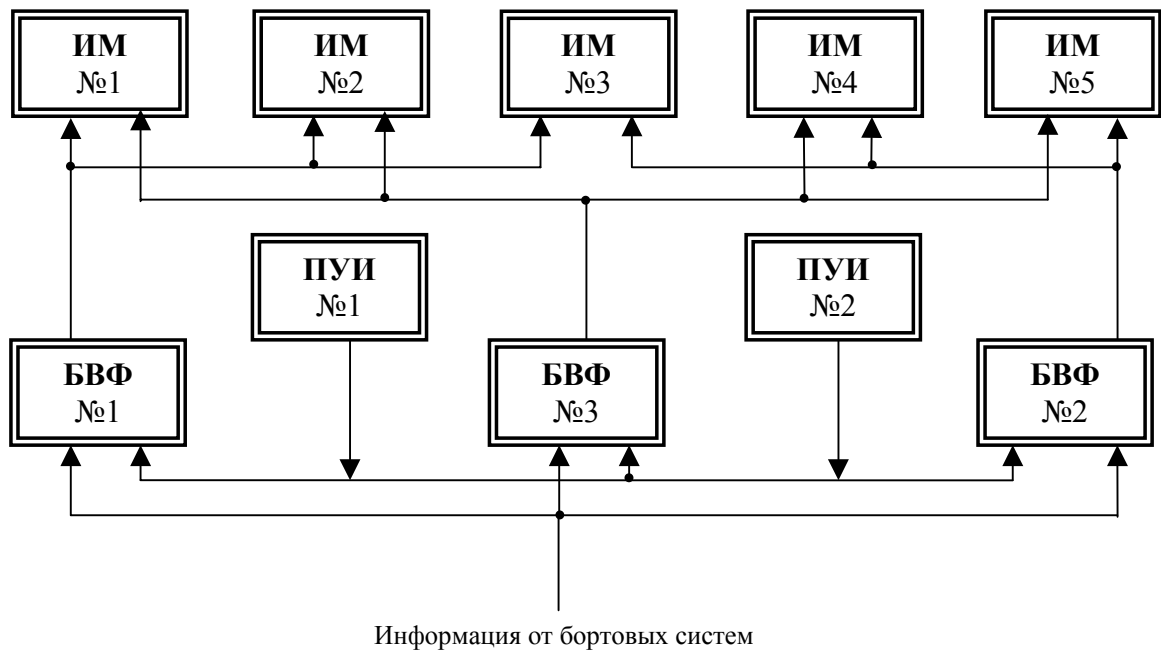 ИМ
№1
ИМ
№2
ИМ
№3
ИМ
№4
ИМ
№5
ПУИ
№1
ПУИ
№2
БВФ
№1
БВФ
№3
БВФ
№2
Информация от бортовых систем